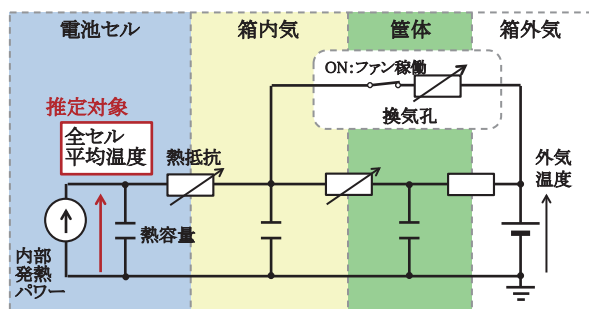 電池セル
箱内気
筐体
箱外気
ON:ファン稼働
換気孔
推定対象
全セル
平均温度
熱抵抗
外気
温度
熱容量
内部
発熱
パワー